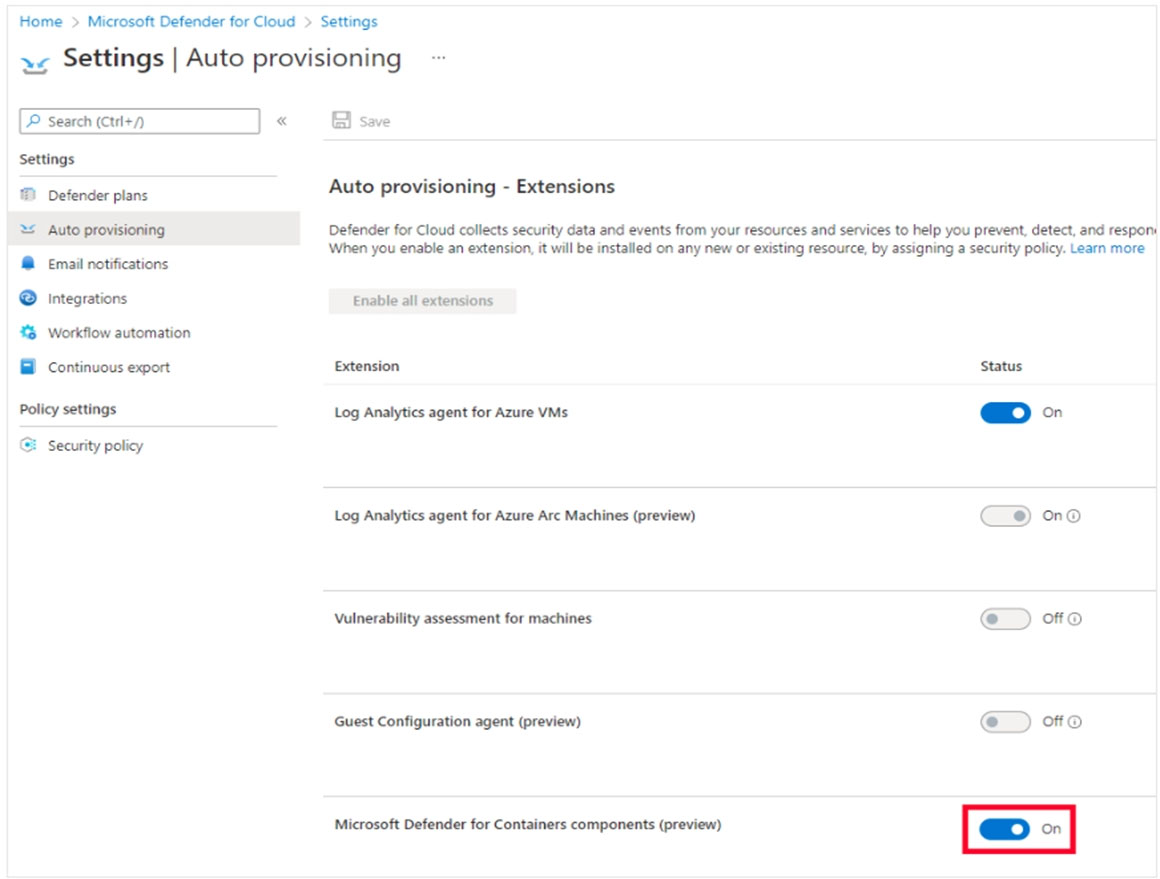 Home > Microsoft Defender for Cloud > Settings
Settings | Auto provisioning ...
Search (Ctrl+/) «
Save
Settings
Defender plans
Auto provisioning
Email notifications
Integrations
Workflow automation
Continuous export
Policy settings
Security policy
Auto provisioning - Extensions
Defender for Cloud collects security data and events from your resources and services to help you prevent, detect, and respon
When you enable an extension, it will be installed on any new or existing resource, by assigning a security policy. Learn more
Enable all extensions
Extension Status
Log Analytics agent for Azure VMs On
Log Analytics agent for Azure Arc Machines (preview) On
Vulnerability assessment for machines Off
Guest Configuration agent (preview) Off
Microsoft Defender for Containers components (preview) On